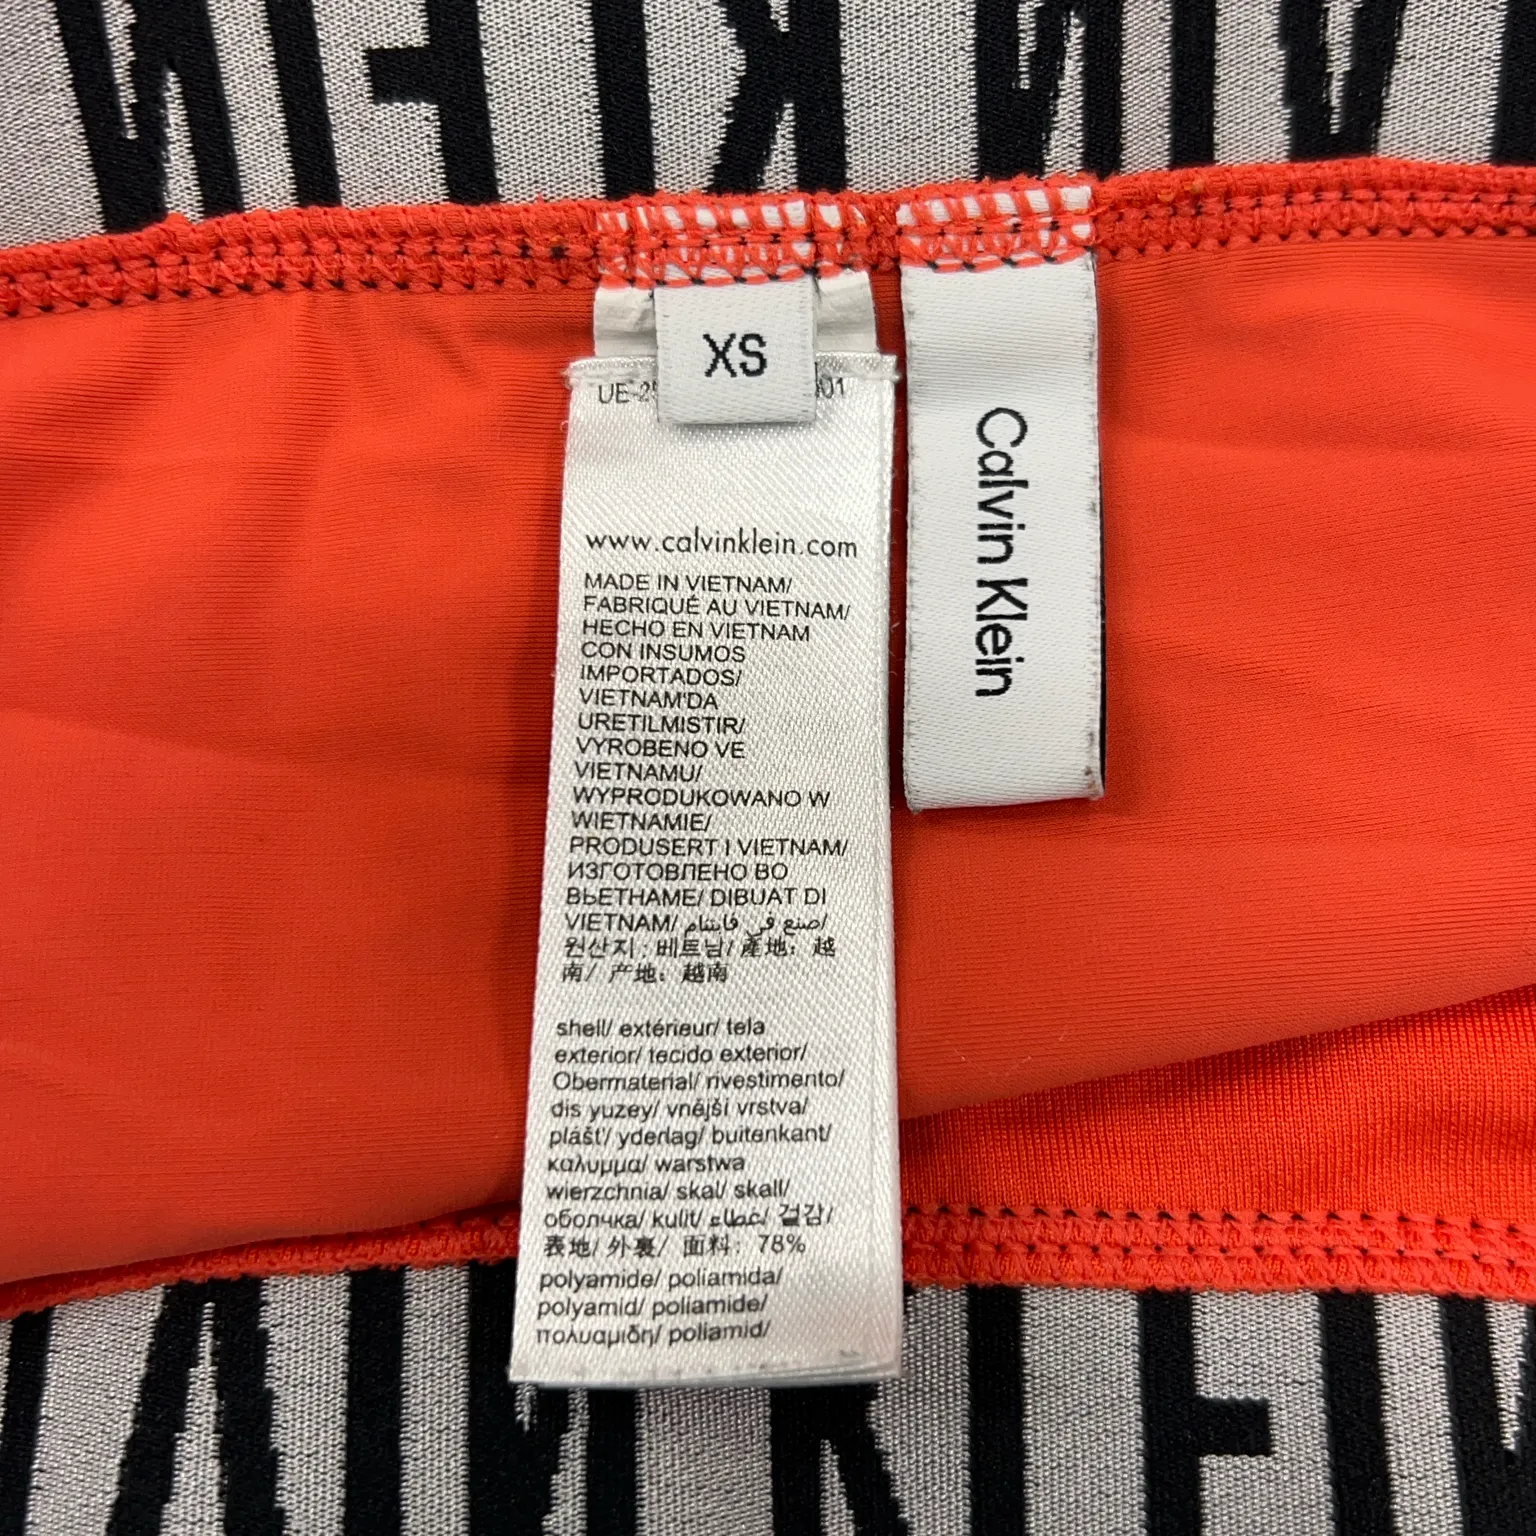 XS
www.calvinklein.com
MADE IN VIETNAM/
FABRIQUÉ AU VIETNAM/
HECHO EN VIETNAM
CON INSUMOS
IMPORTADOS/
VIETNAM'DA
URETILMISTIR/
VYROBENO VE
VIETNAMU/
WYPRODUKOWANO W
WIETNAMIE/
PRODUSERT I VIETNAM/
ИЗГОТОВЛЕНО ВО
ВЬЕТНАМЕ/ DIBUAT DI
VIETNAM/ صنع في فايتنام/
원산지 : 베트남/ 產地： 越
南/ 产地：越南
shell/ extérieur/ tela
exterior/ tecido exterior/
Obermaterial/ rivestimento/
dis yuzey/ vnějši vrstva/
plášť/ yderlag/ buitenkant/
καλυμμα/ warstwa
wierzchnia/ skal/ skall/
оболчка/ kulit/ غطاء/ 겉감/
表地/ 外裏/ 面料：78%
polyamide/ poliamida/
polyamid/ poliamide/
πολυαμιδη/ poliamid/
Calvin Klein